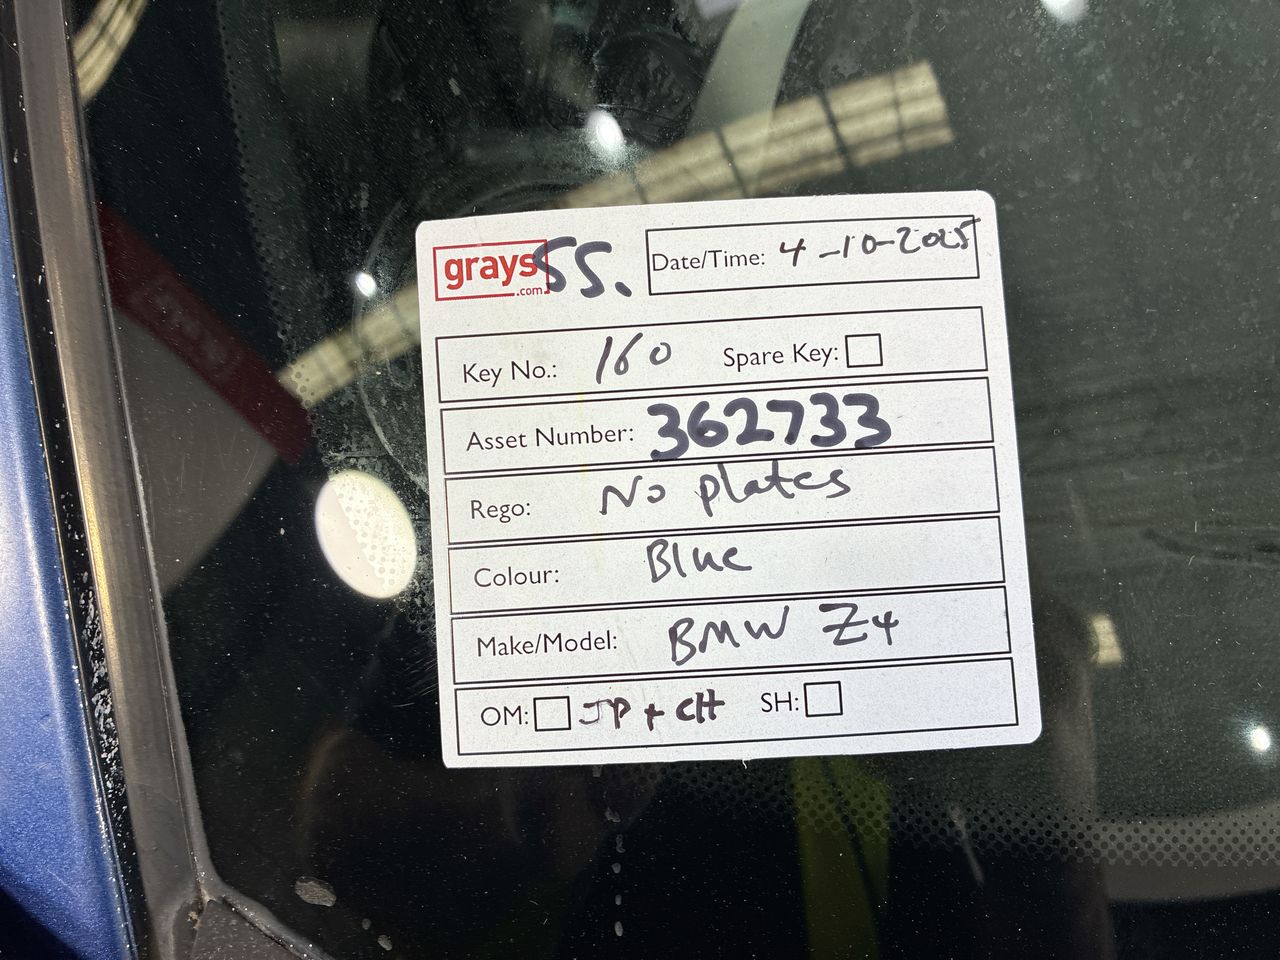 grays SS. Date/Time: 4-10-2025
.com
Key No.: 160 Spare Key:
Asset Number: 362733
Rego: No plates
Colour: Blue
Make/Model: BMW Z4
OM: JP + CH SH: